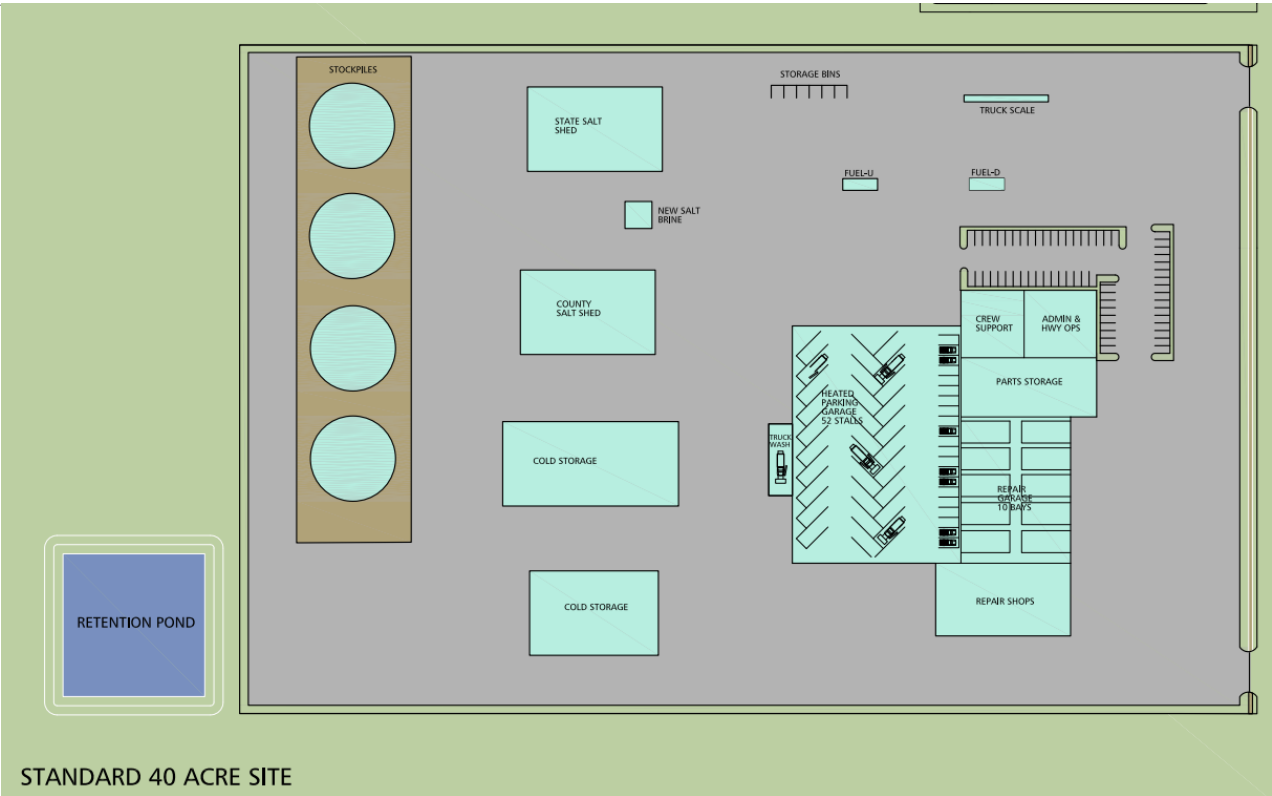 STOCKPILES
STORAGE BINS
STATE SALT
SHED
TRUCK SCALE
FUEL-U
FUEL-D
NEW SALT
BRINE
COUNTY
SALT SHED
CREW
SUPPORT
ADMIN &
HWY OPS
PARTS STORAGE
HEATED
PARKING
GARAGE
52 STALLS
TRUCK
WASH
COLD STORAGE
REPAIR
GARAGE
10 BAYS
COLD STORAGE
REPAIR SHOPS
RETENTION POND
STANDARD 40 ACRE SITE